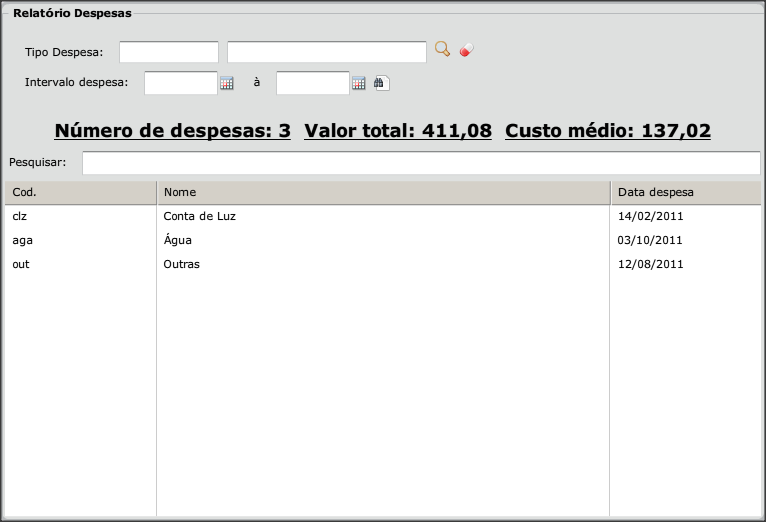 Relatório Despesas
Tipo Despesa:
Intervalo despesa: à
Número de despesas: 3 Valor total: 411,08 Custo médio: 137,02
Pesquisar:
Cod. Nome Data despesa
clz Conta de Luz 14/02/2011
aga Água 03/10/2011
out Outras 12/08/2011